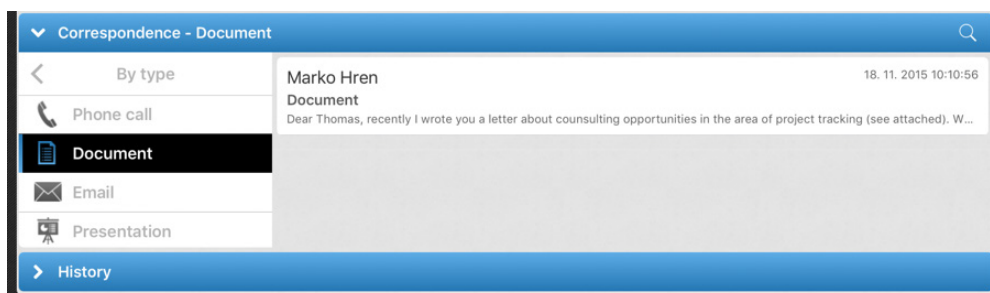 Correspondence - Document
By type
Phone call
Document
Email
Presentation
Marko Hren
18. 11. 2015 10:10:56
Document
Dear Thomas, recently I wrote you a letter about counsulting opportunities in the area of project tracking (see attached). W...
History